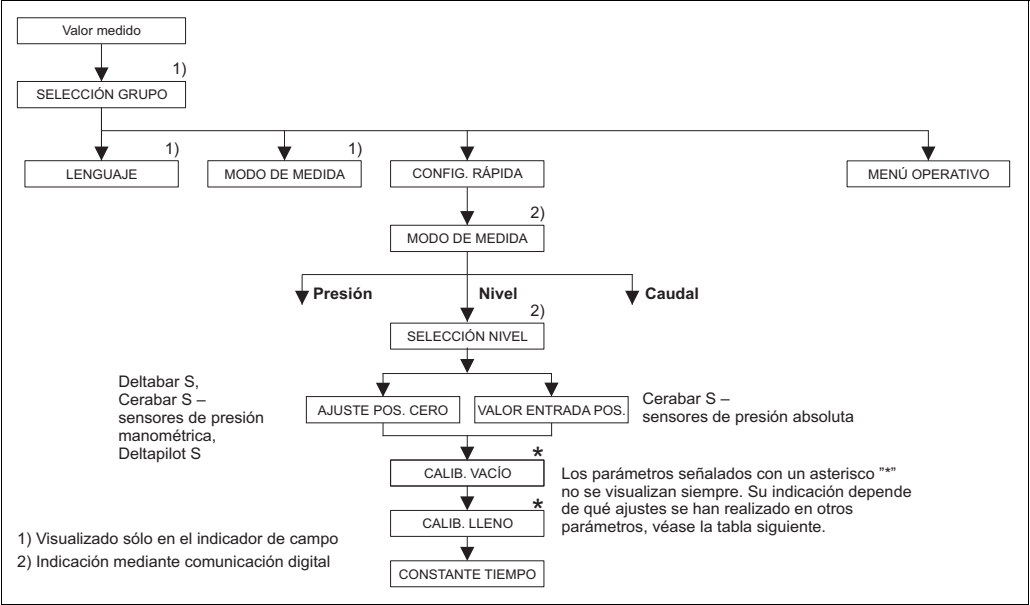 Valor medido
1)
SELECCIÓN GRUPO
1)
LENGUAJE
1)
MODO DE MEDIDA
CONFIG. RÁPIDA
MENÚ OPERATIVO
2)
MODO DE MEDIDA
Presión
Nivel
Caudal
2)
SELECCIÓN NIVEL
Deltabar S,
Cerabar S –
sensores de presión
manométrica,
Deltapilot S
AJUSTE POS. CERO
VALOR ENTRADA POS.
Cerabar S –
sensores de presión absoluta
*
CALIB. VACÍO
Los parámetros señalados con un asterisco ”*”
no se visualizan siempre. Su indicación depende
de qué ajustes se han realizado en otros
parámetros, véase la tabla siguiente.
*
CALIB. LLENO
1) Visualizado sólo en el indicador de campo
2) Indicación mediante comunicación digital
CONSTANTE TIEMPO